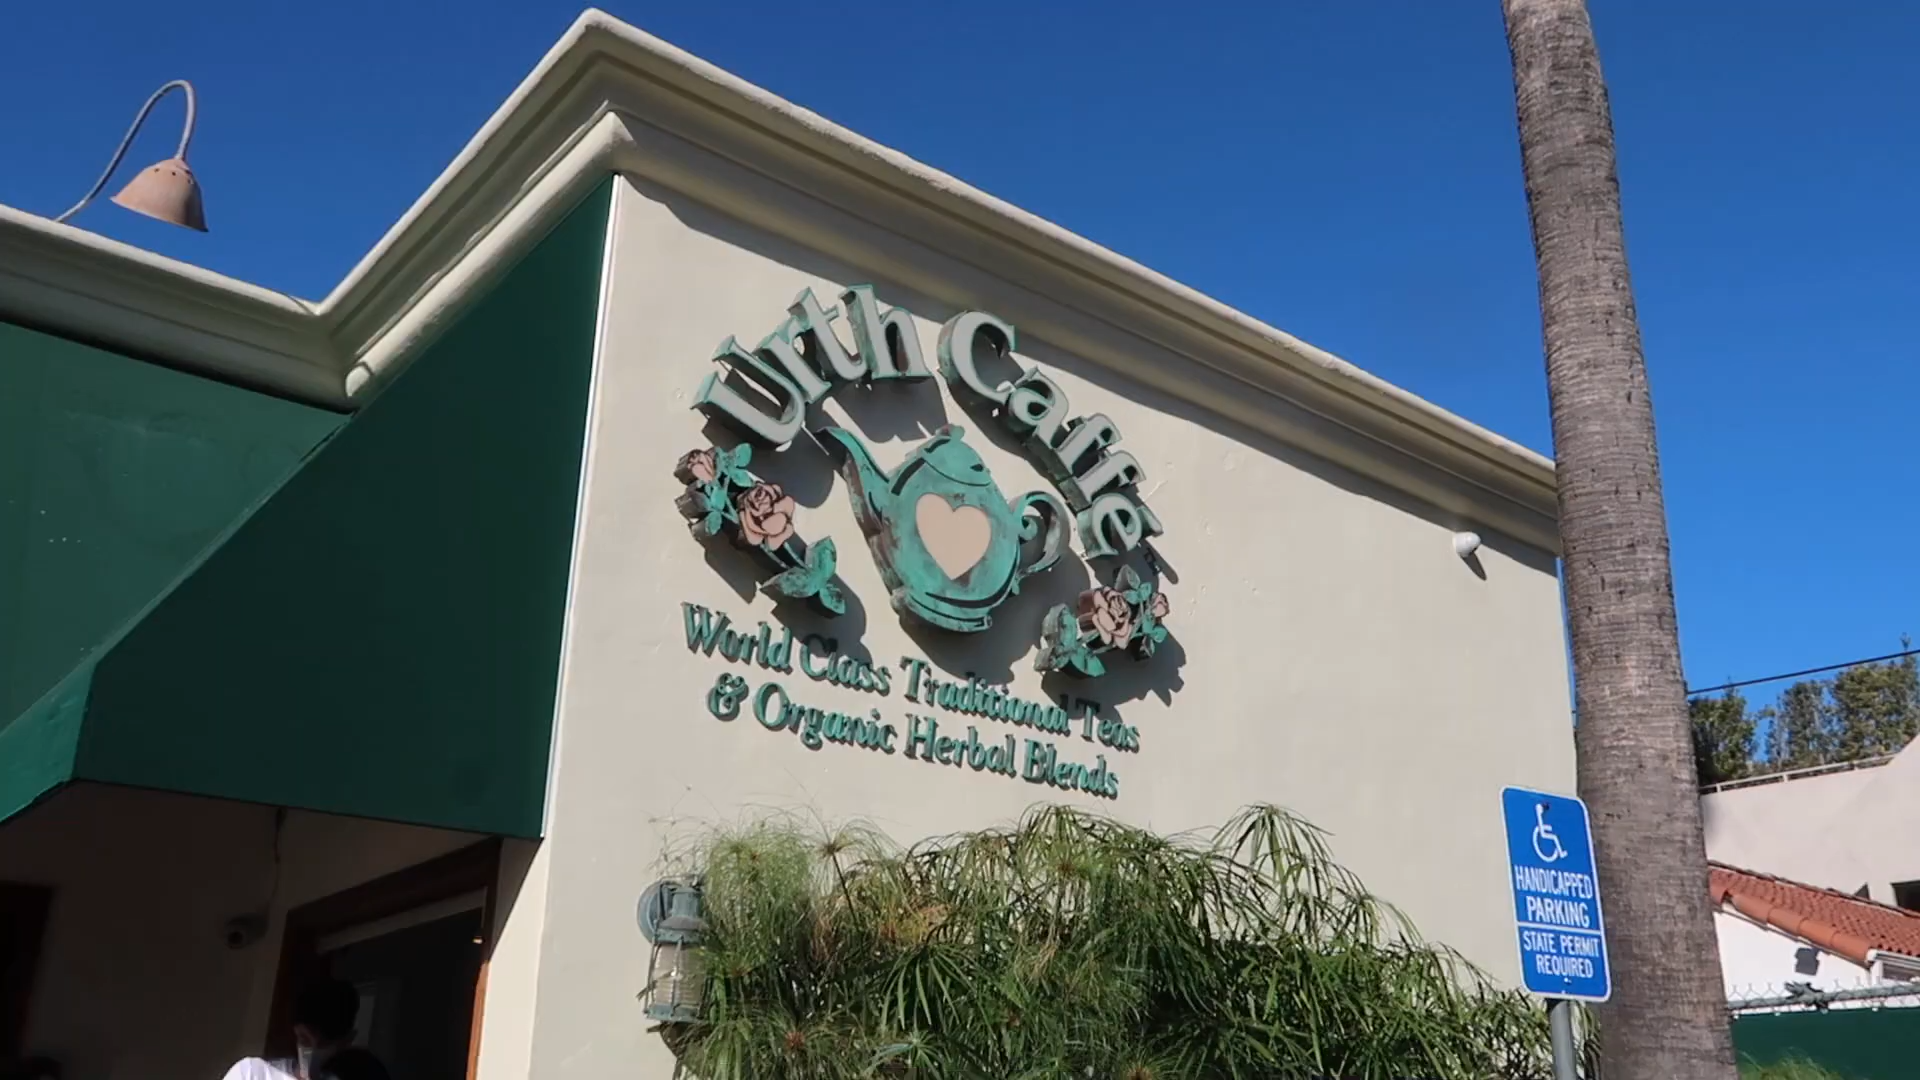 Urth Caffé
World Class Traditional Teas
& Organic Herbal Blends
HANDICAPPED
PARKING
STATE PERMIT
REQUIRED